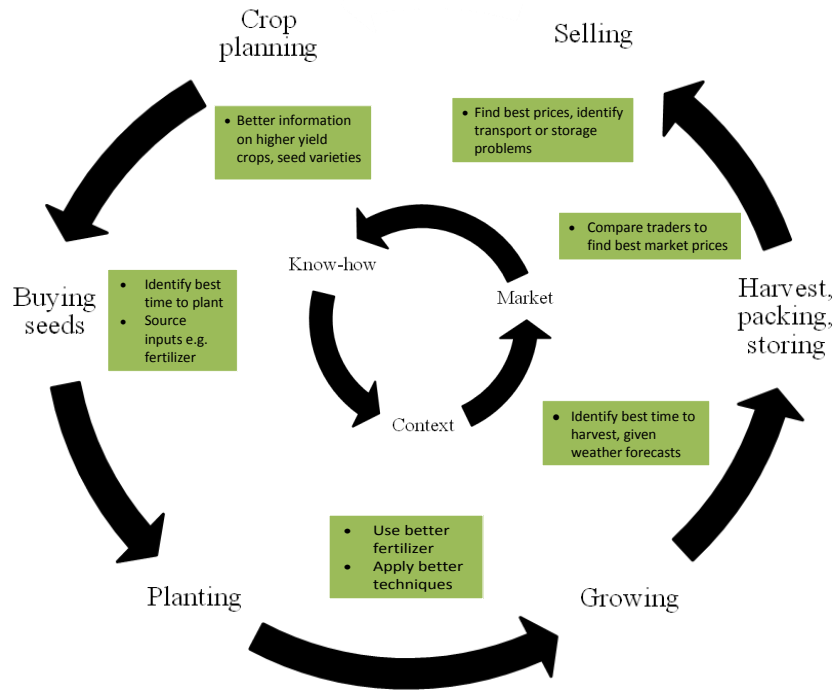 Crop
planning
Selling
• Better information
on higher yield
crops, seed varieties
• Find best prices, identify
transport or storage
problems
• Compare traders to
find best market prices
Know-how
Market
Buying
seeds
• Identify best
time to plant
• Source
inputs e.g.
fertilizer
Harvest,
packing,
storing
Context
• Identify best time to
harvest, given
weather forecasts
• Use better
fertilizer
• Apply better
techniques
Planting
Growing